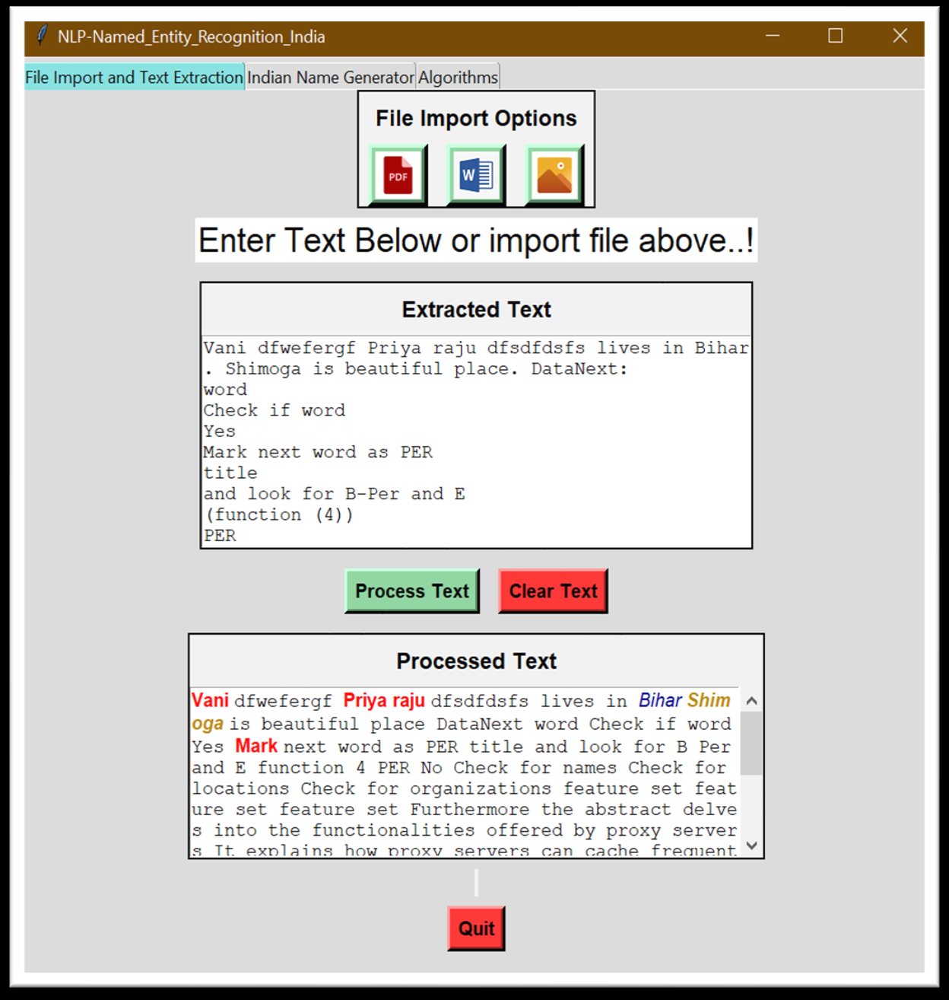 NLP-Named_Entity_Recognition_India
File Import and Text Extraction Indian Name Generator Algorithms
File Import Options
PDF W
Enter Text Below or import file above..!
Extracted Text
Vani dfwefergf Priya raju dfsdfdsfs lives in Bihar
. Shimoga is beautiful place. DataNext:
word
Check if word
Yes
Mark next word as PER
title
and look for B-Per and E
(function (4))
PER
Process Text Clear Text
Processed Text
Vani dfwefergf Priya raju dfsdfdsfs lives in Bihar Shim
oga is beautiful place DataNext word Check if word
Yes Mark next word as PER title and look for B Per
and E function 4 PER No Check for names Check for
locations Check for organizations feature set feat
ure set feature set Furthermore the abstract delve
s into the functionalities offered by proxy server
s It explains how proxy servers can cache frequent
Quit